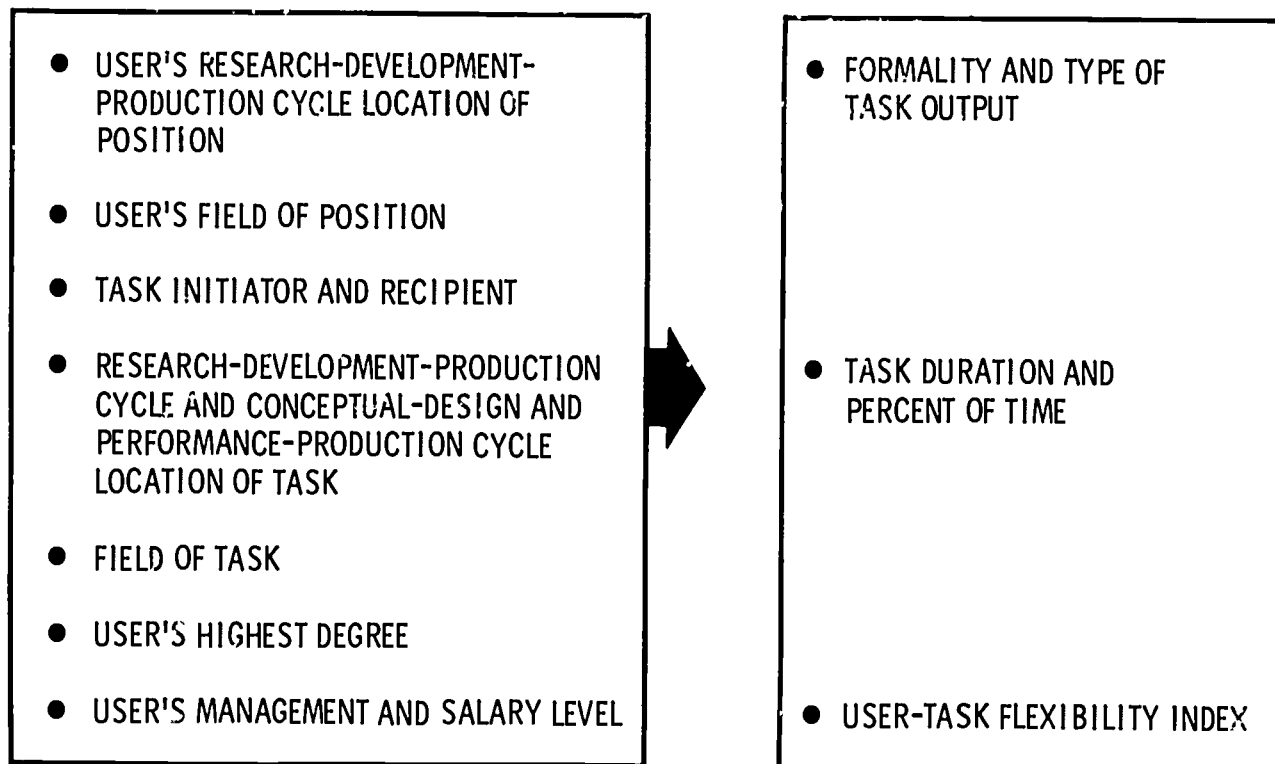 ● USER'S RESEARCH-DEVELOPMENT-
PRODUCTION CYCLE LOCATION OF
POSITION
● USER'S FIELD OF POSITION
● TASK INITIATOR AND RECIPIENT
● RESEARCH-DEVELOPMENT-PRODUCTION
CYCLE AND CONCEPTUAL-DESIGN AND
PERFORMANCE-PRODUCTION CYCLE
LOCATION OF TASK
● FIELD OF TASK
● USER'S HIGHEST DEGREE
● USER'S MANAGEMENT AND SALARY LEVEL
● FORMALITY AND TYPE OF
TASK OUTPUT
● TASK DURATION AND
PERCENT OF TIME
● USER-TASK FLEXIBILITY INDEX